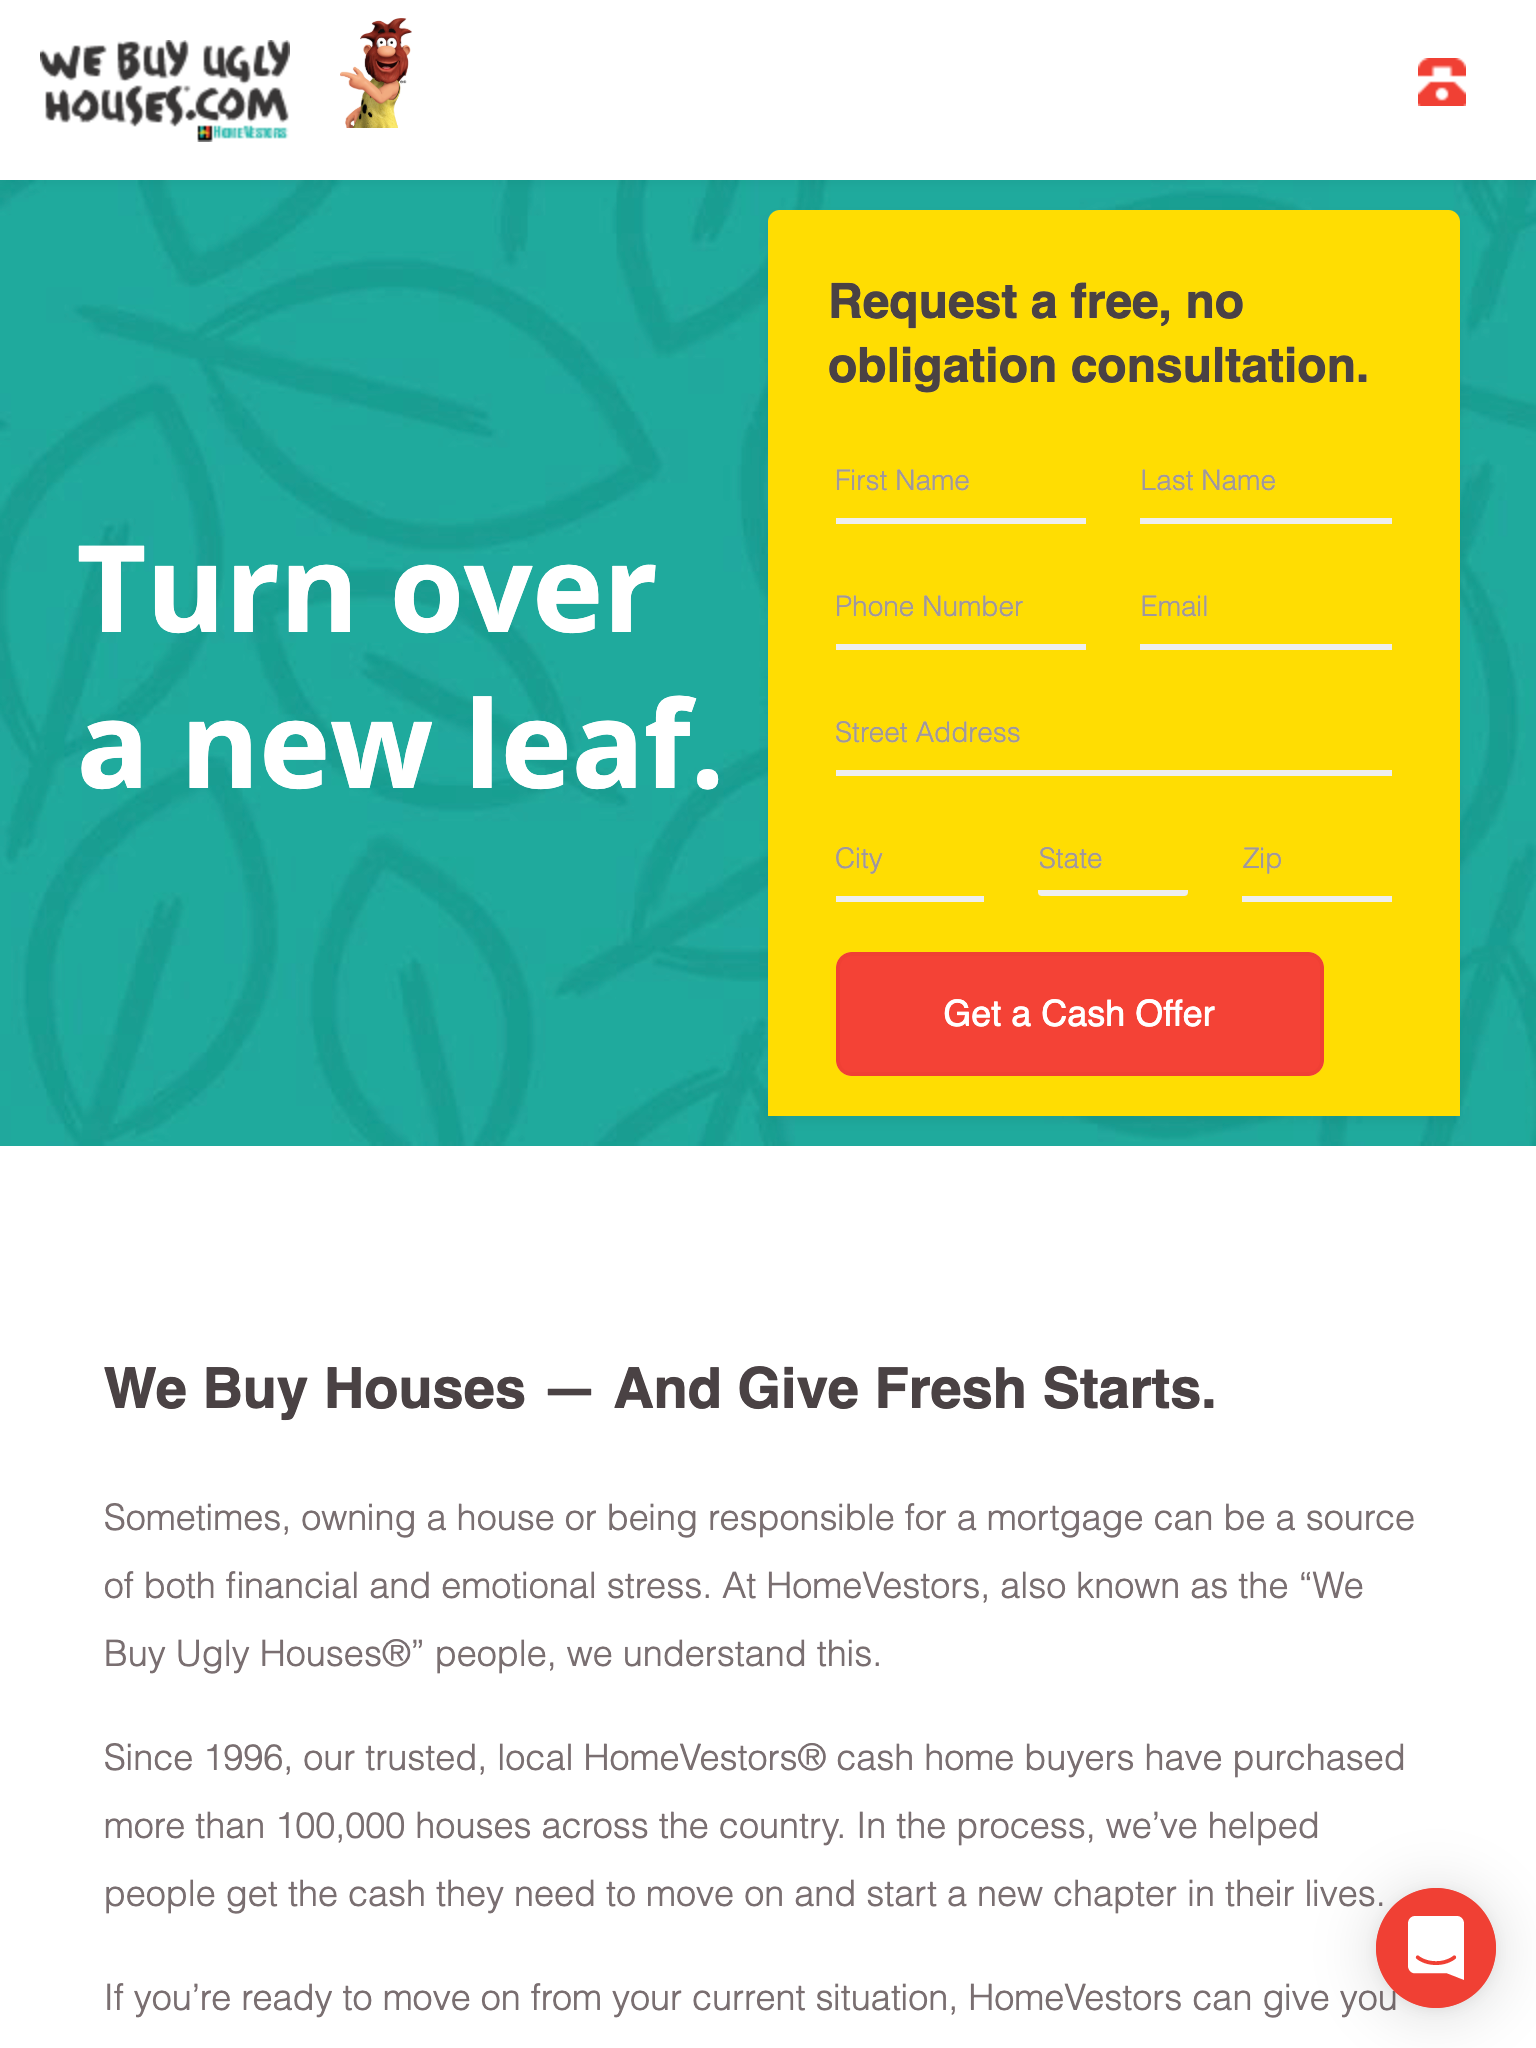 WE BUY UGLY
HOUSES.COM
HOMEVESTORS
Request a free, no
obligation consultation.
First Name
Last Name
Phone Number
Email
Street Address
City
State
Zip
Get a Cash Offer
Turn over
a new leaf.
We Buy Houses — And Give Fresh Starts.
Sometimes, owning a house or being responsible for a mortgage can be a source
of both financial and emotional stress. At HomeVestors, also known as the “We
Buy Ugly Houses®” people, we understand this.
Since 1996, our trusted, local HomeVestors® cash home buyers have purchased
more than 100,000 houses across the country. In the process, we’ve helped
people get the cash they need to move on and start a new chapter in their lives.
If you’re ready to move on from your current situation, HomeVestors can give you